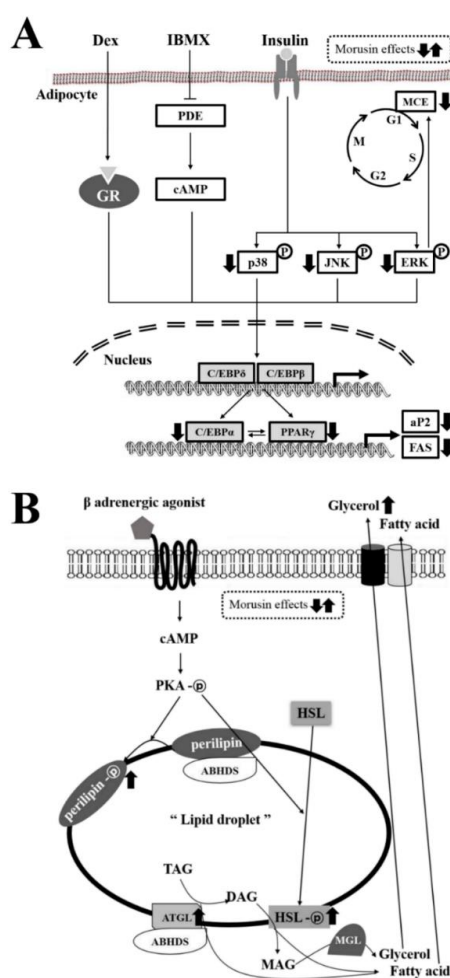 A
Dex IBMX Insulin Morusin effects
Adipocyte
PDE
MCE
G1
M
S
G2
GR
cAMP
P P P
p38 JNK ERK
Nucleus
C/EBPδ C/EBPβ
C/EBPα PPARγ
aP2
FAS
B
β adrenergic agonist
Glycerol
Fatty acid
Morusin effects
cAMP
PKA -ⓟ
HSL
perilipin
ABHDS
perilipin -ⓟ
“ Lipid droplet ”
TAG
DAG
ATGL
HSL -ⓟ
ABHDS
MAG
MGL
Glycerol
Fatty acid